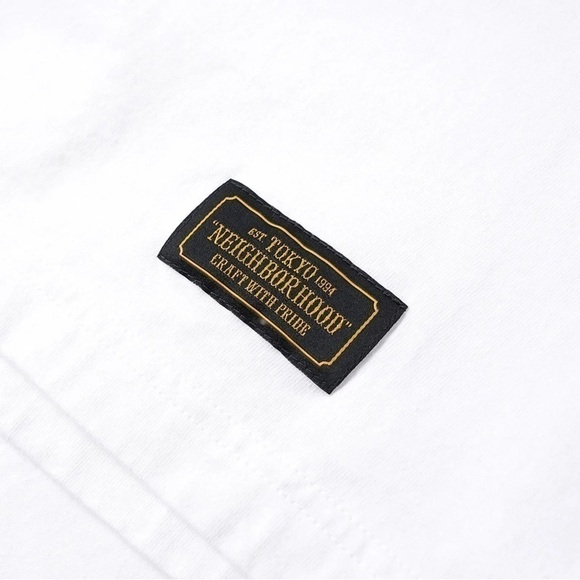 EST. TOKYO 1994
"NEIGHBORHOOD"
CRAFT WITH PRIDE